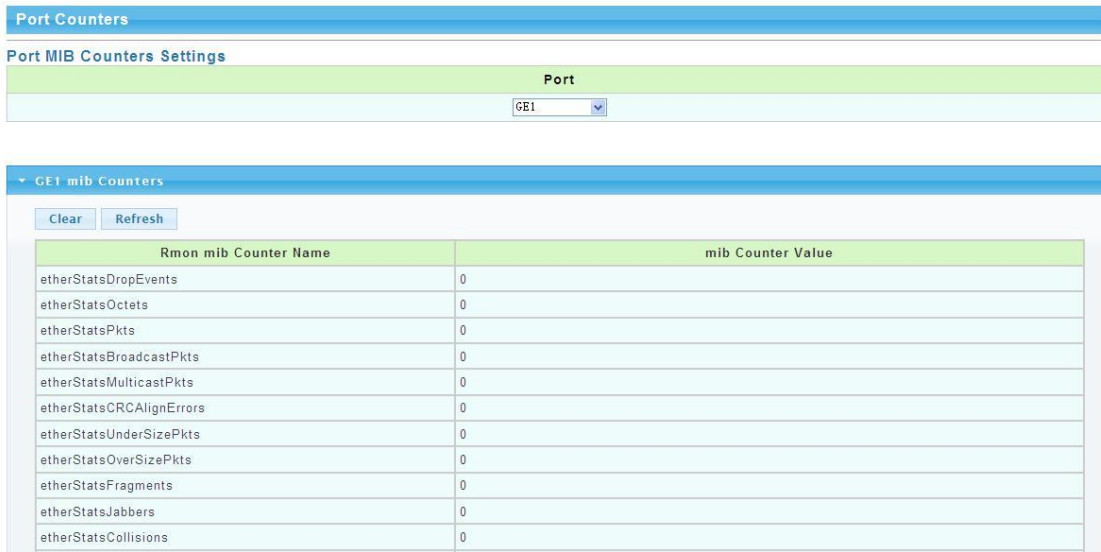 Port Counters
Port MIB Counters Settings
Port
GE1
GE1 mib Counters
Clear Refresh
Rmon mib Counter Name mib Counter Value
etherStatsDropEvents 0
etherStatsOctets 0
etherStatsPkts 0
etherStatsBroadcastPkts 0
etherStatsMulticastPkts 0
etherStatsCRCAlignErrors 0
etherStatsUnderSizePkts 0
etherStatsOverSizePkts 0
etherStatsFragments 0
etherStatsJabbers 0
etherStatsCollisions 0